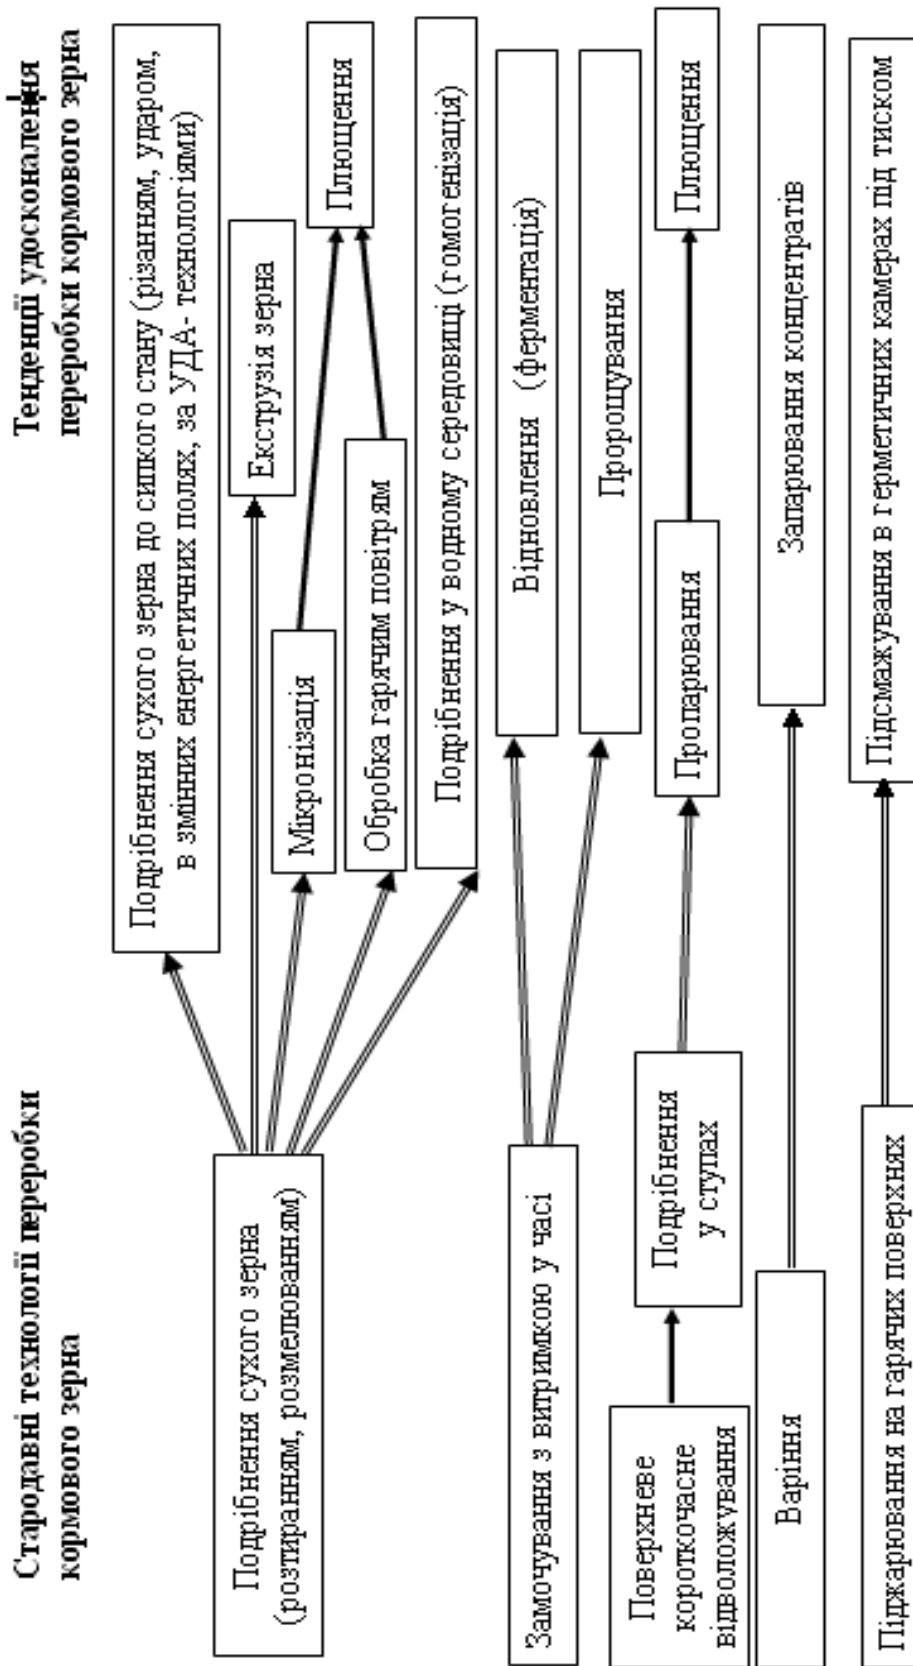 Стародавні технології переробки
кормового зерна
Тенденції удосконалення
переробки кормового зерна
Подрібнення сухого зерна
(розтиранням, розмелюванням)
Подрібнення сухого зерна до сипкого стану (різанням, ударом,
в змінних енергетичних полях, за УДА- технологіями)
Екструзія зерна
Мікронізація
Плющення
Обробка гарячим повітрям
Подрібнення у водному середовищі (гомогенізація)
Замочування з витримкою у часі
Відновлення (ферментація)
Пророщування
Поверхневе
короткочасне
відволожування
Подрібнення
у ступах
Пропарювання
Плющення
Варіння
Запарювання концентратів
Піджарювання на гарячих поверхнях
Підсмажування в герметичних камерах під тиском